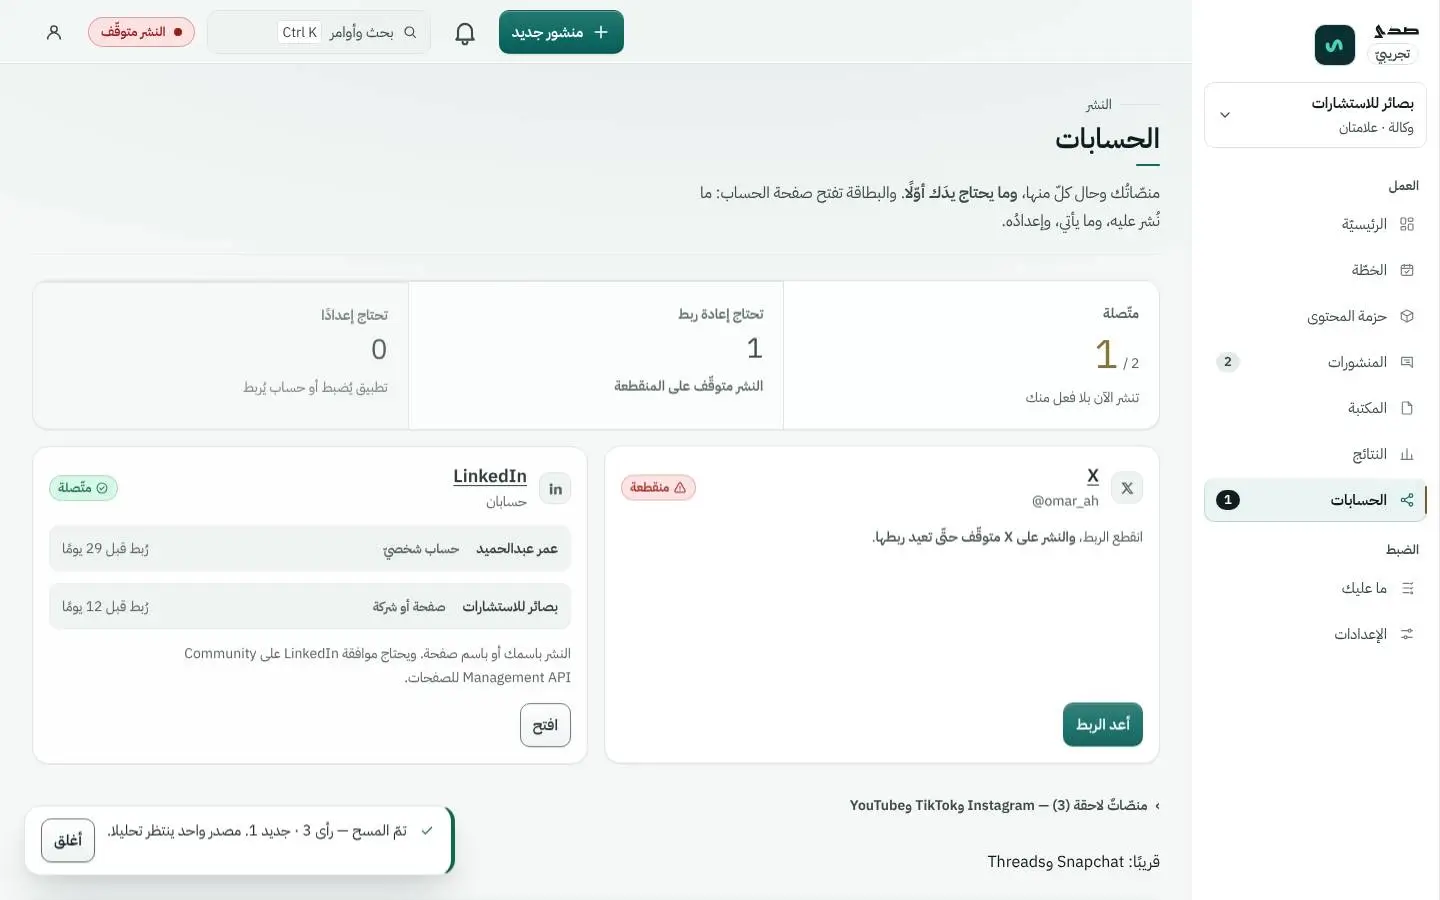 صدى
تجريبيّ
بصائر للاستشارات
وكالة · علامتان
العمل
الرئيسيّة
الخطّة
حزمة المحتوى
المنشورات 2
المكتبة
النتائج
الحسابات 1
الضبط
ما عليك
الإعدادات
منشور جديد
بحث وأوامر Ctrl K
النشر متوقّف
النشر
الحسابات
منصّاتُك وحال كلّ منها، وما يحتاج يدَك أوّلًا. والبطاقة تفتح صفحة الحساب: ما
نُشر عليه، وما يأتي، وإعدادُه.
متّصلة
1 / 2
تنشر الآن بلا فعل منك
تحتاج إعادة ربط
1
النشر متوقّف على المنقطعة
تحتاج إعدادًا
0
تطبيق يُضبط أو حساب يُربط
X
@omar_ah
منقطعة
انقطع الربط، والنشر على X متوقّف حتّى تعيد ربطها.
أعد الربط
LinkedIn
حسابان
متّصلة
عمر عبدالحميد حساب شخصيّ رُبط قبل 29 يومًا
بصائر للاستشارات صفحة أو شركة رُبط قبل 12 يومًا
النشر باسمك أو باسم صفحة. ويحتاج موافقة LinkedIn على Community
Management API للصفحات.
افتح
منصّاتٌ لاحقة (3) — Instagram وTikTok وYouTube
قريبًا: Snapchat وThreads
تمّ المسح — رأى 3 · جديد 1. مصدر واحد ينتظر تحليلا.
أغلق